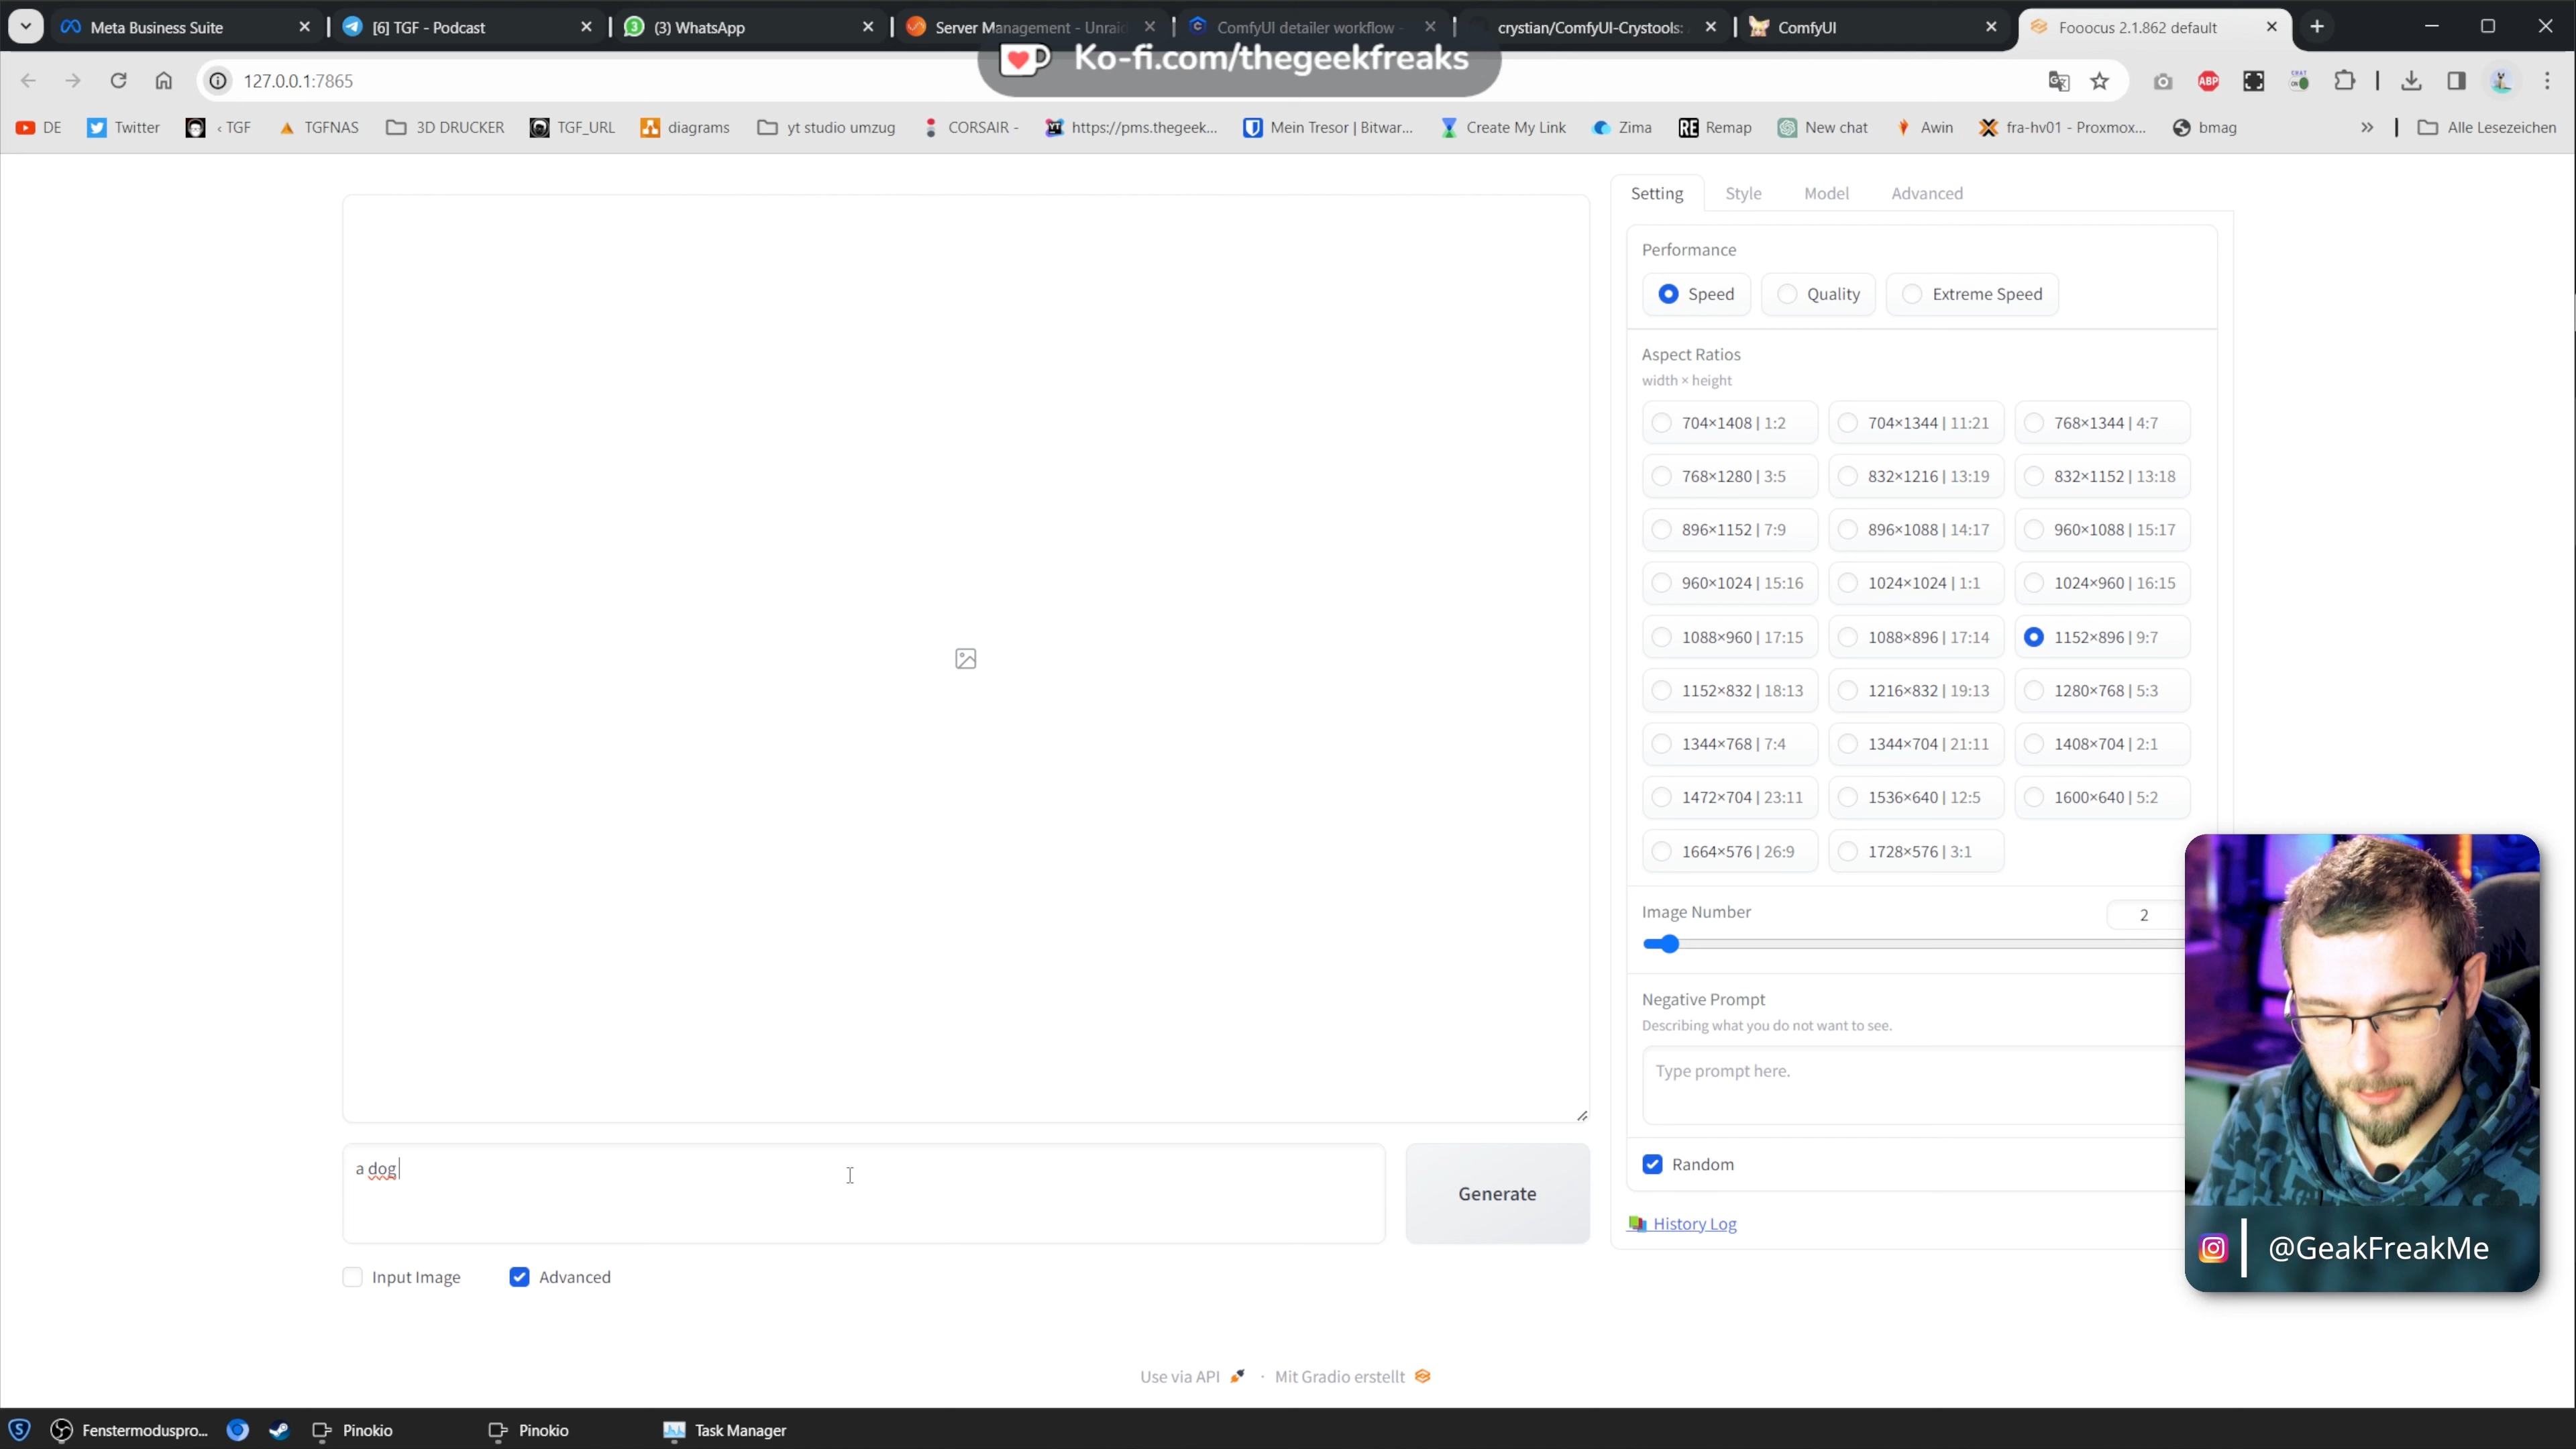 Meta Business Suite
[6] TGF - Podcast
(3) WhatsApp
Server Management - Unraid
ComfyUI detailer workflow -
crystian/ComfyUI-Crystools:
ComfyUI
Fooocus 2.1.862 default
127.0.0.1:7865
Ko-fi.com/thegeekfreaks
DE
Twitter
‹ TGF
TGFNAS
3D DRUCKER
TGF_URL
diagrams
yt studio umzug
CORSAIR -
https://pms.thegeek...
Mein Tresor | Bitwar...
Create My Link
Zima
Remap
New chat
Awin
fra-hv01 - Proxmox...
bmag
»
Alle Lesezeichen
Setting
Style
Model
Advanced
Performance
Speed
Quality
Extreme Speed
Aspect Ratios
width × height
704×1408 | 1:2
704×1344 | 11:21
768×1344 | 4:7
768×1280 | 3:5
832×1216 | 13:19
832×1152 | 13:18
896×1152 | 7:9
896×1088 | 14:17
960×1088 | 15:17
960×1024 | 15:16
1024×1024 | 1:1
1024×960 | 16:15
1088×960 | 17:15
1088×896 | 17:14
1152×896 | 9:7
1152×832 | 18:13
1216×832 | 19:13
1280×768 | 5:3
1344×768 | 7:4
1344×704 | 21:11
1408×704 | 2:1
1472×704 | 23:11
1536×640 | 12:5
1600×640 | 5:2
1664×576 | 26:9
1728×576 | 3:1
Image Number
2
Negative Prompt
Describing what you do not want to see.
Type prompt here.
a dog
Generate
Random
History Log
Input Image
Advanced
@GeakFreakMe
Use via API
· Mit Gradio erstellt
Fenstermoduspro...
Pinokio
Pinokio
Task Manager